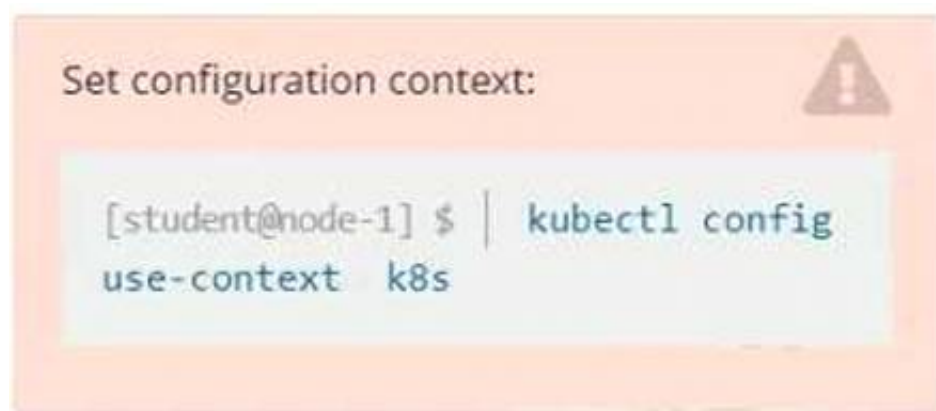 Set configuration context:
[student@node-1] $ | kubectl config
use-context k8s